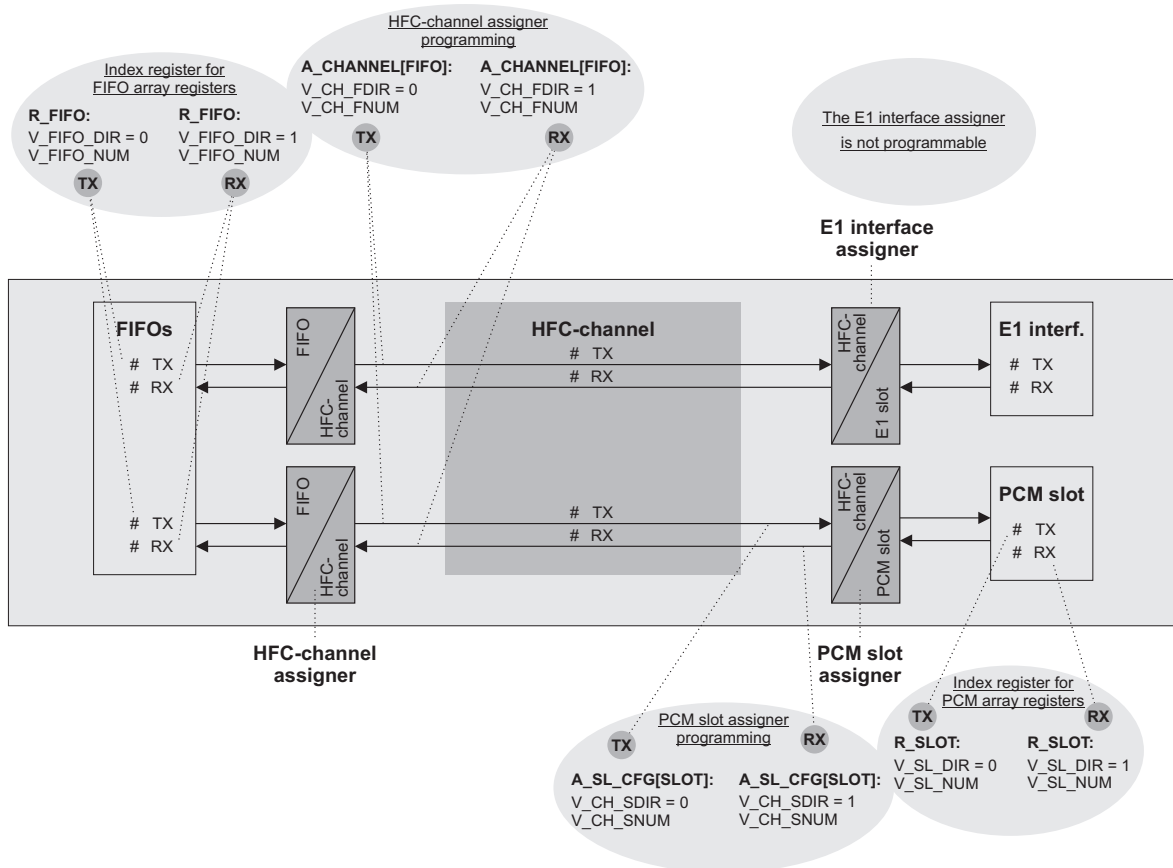 HFC-channel assigner
programming
A_CHANNEL[FIFO]: A_CHANNEL[FIFO]:
V_CH_FDIR = 0 V_CH_FDIR = 1
V_CH_FNUM V_CH_FNUM
TX RX
Index register for
FIFO array registers
R_FIFO: R_FIFO:
V_FIFO_DIR = 0 V_FIFO_DIR = 1
V_FIFO_NUM V_FIFO_NUM
TX RX
The E1 interface assigner
is not programmable
E1 interface
assigner
FIFOs
# TX
# RX
FIFO
HFC-
channel
HFC-channel
# TX
# RX
HFC-
channel
E1 slot
E1 interf.
# TX
# RX
# TX
# RX
FIFO
HFC-
channel
# TX
# RX
HFC-
channel
PCM slot
PCM slot
# TX
# RX
HFC-channel
assigner
PCM slot
assigner
PCM slot assigner
programming
TX RX
A_SL_CFG[SLOT]: A_SL_CFG[SLOT]:
V_CH_SDIR = 0 V_CH_SDIR = 1
V_CH_SNUM V_CH_SNUM
Index register for
PCM array registers
TX RX
R_SLOT: R_SLOT:
V_SL_DIR = 0 V_SL_DIR = 1
V_SL_NUM V_SL_NUM